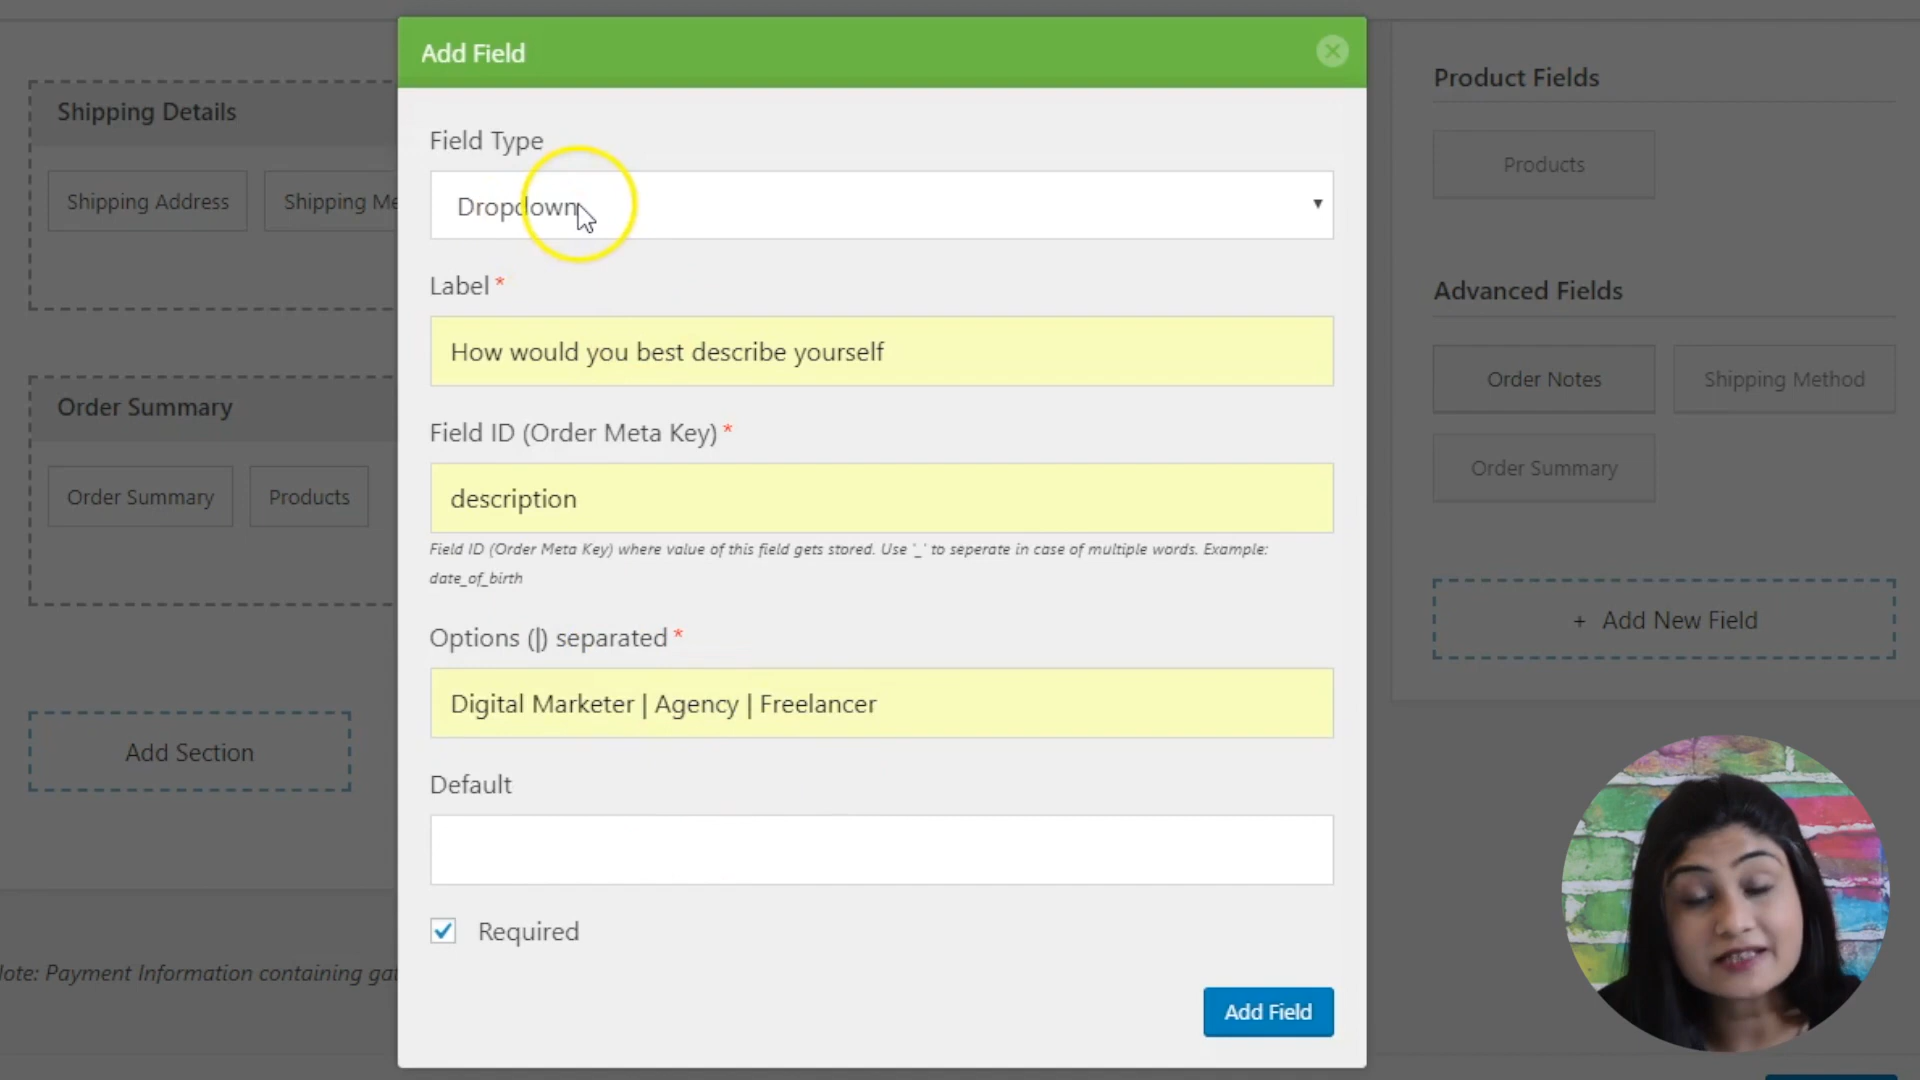 Add Field
Shipping Details
Shipping Address
Shipping Me
Order Summary
Order Summary
Products
Add Section
Note: Payment Information containing gat
Field Type
Dropdown
Label *
How would you best describe yourself
Field ID (Order Meta Key) *
description
Field ID (Order Meta Key) where value of this field gets stored. Use '_' to seperate in case of multiple words. Example:
date_of_birth
Options (|) separated *
Digital Marketer | Agency | Freelancer
Default
Required
Add Field
Product Fields
Products
Advanced Fields
Order Notes
Shipping Method
Order Summary
+ Add New Field